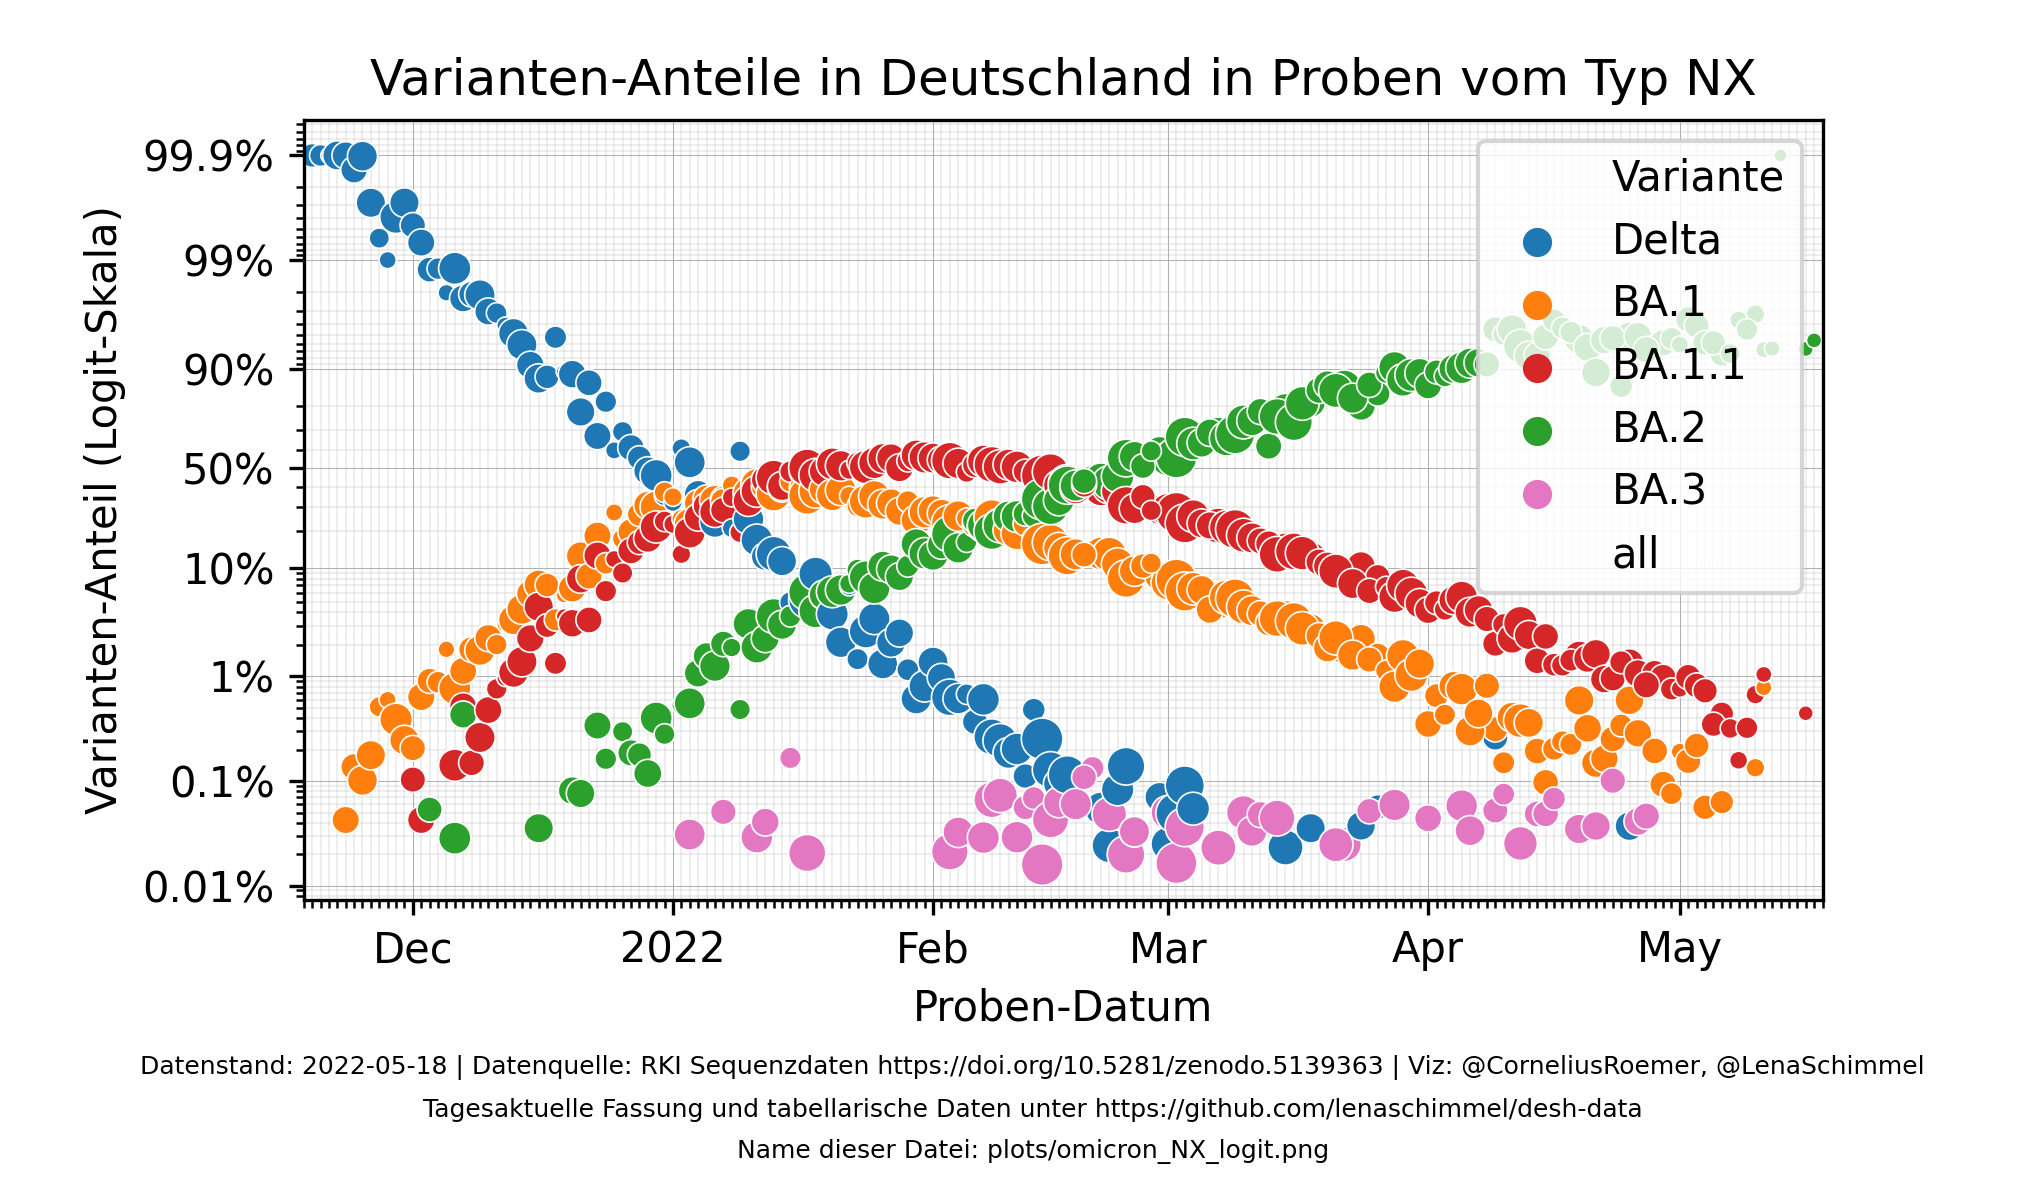 Varianten-Anteile in Deutschland in Proben vom Typ NX
Varianten-Anteil (Logit-Skala)
99.9%
99%
90%
50%
10%
1%
0.1%
0.01%
Variante
Delta
BA.1
BA.1.1
BA.2
BA.3
all
Dec
2022
Feb
Mar
Apr
May
Proben-Datum
Datenstand: 2022-05-18 | Datenquelle: RKI Sequenzdaten https://doi.org/10.5281/zenodo.5139363 | Viz: @CorneliusRoemer, @LenaSchimmel
Tagesaktuelle Fassung und tabellarische Daten unter https://github.com/lenaschimmel/desh-data
Name dieser Datei: plots/omicron_NX_logit.png